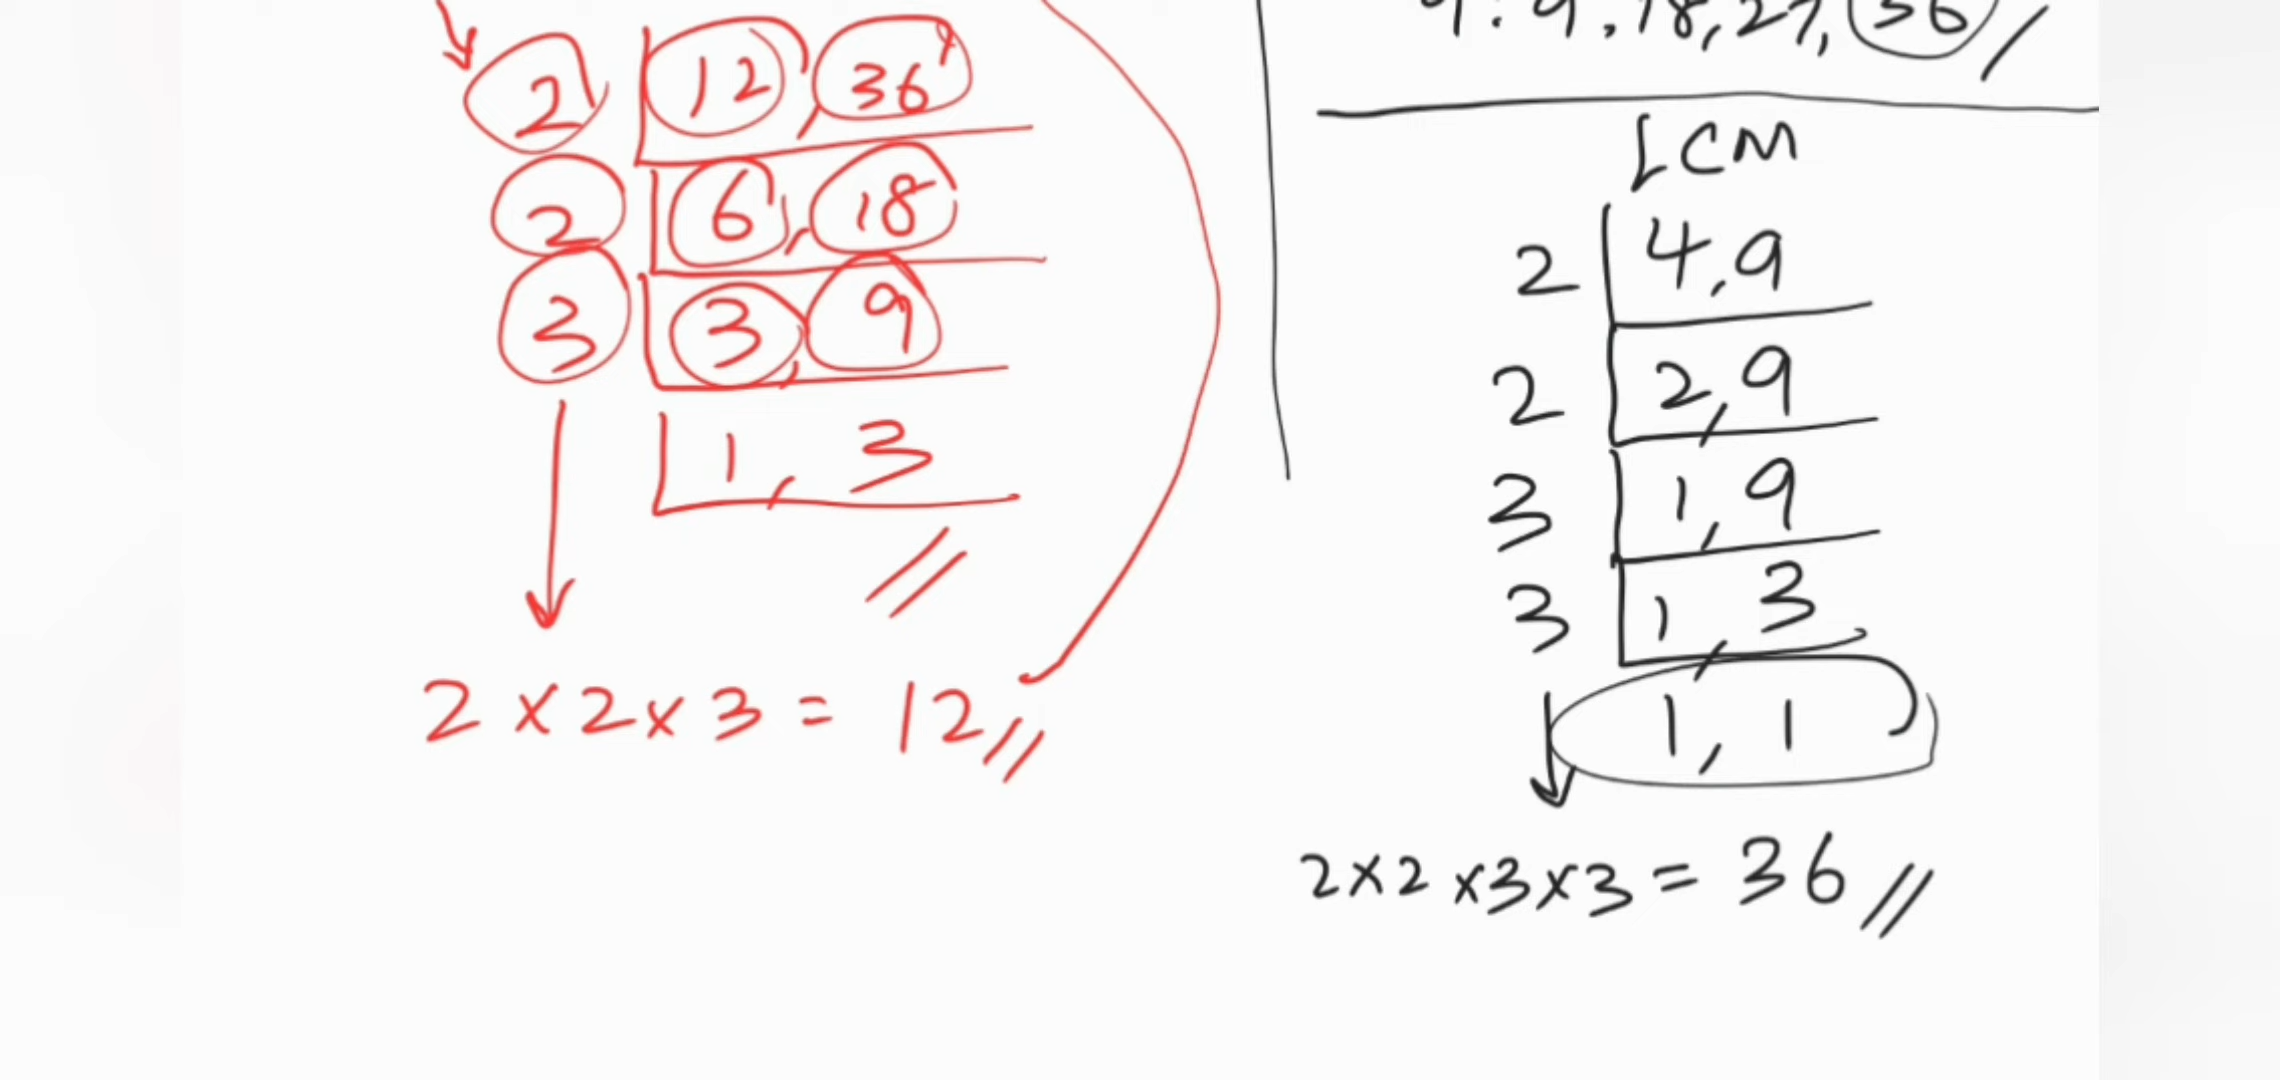 2 | 12, 36
2 | 6, 18
3 | 3, 9
1, 3
2 x 2 x 3 = 12 //
9 : 9, 18, 27, 36 /
LCM
2 | 4, 9
2 | 2, 9
3 | 1, 9
3 | 1, 3
1, 1
2 x 2 x 3 x 3 = 36 //